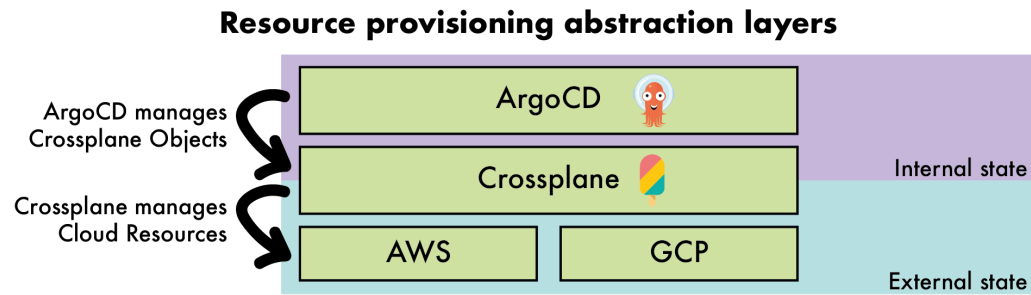 Resource provisioning abstraction layers
ArgoCD manages
Crossplane Objects
ArgoCD
Crossplane
Internal state
Crossplane manages
Cloud Resources
AWS
GCP
External state